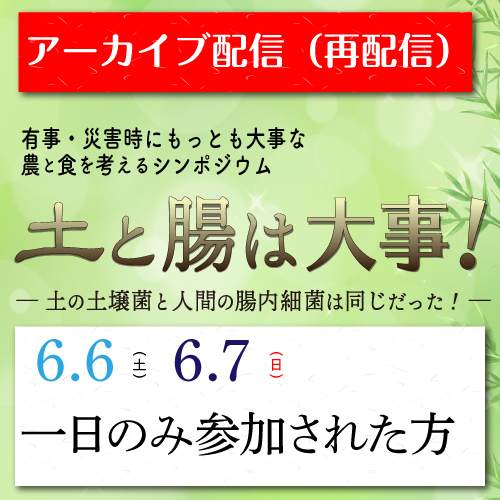 アーカイブ配信（再配信）
有事・災害時にもっとも大事な
農と食を考えるシンポジウム
土と腸は大事！
― 土の土壌菌と人間の腸内細菌は同じだった！―
6.6（土） 6.7（日）
一日のみ参加された方